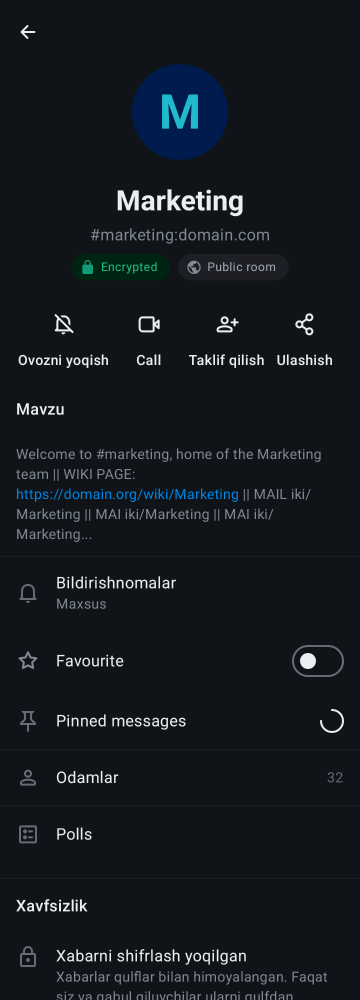 M
Marketing
#marketing:domain.com
Encrypted
Public room
Ovozni yoqish
Call
Taklif qilish
Ulashish
Mavzu
Welcome to #marketing, home of the Marketing
team || WIKI PAGE:
https://domain.org/wiki/Marketing || MAIL iki/
Marketing || MAI iki/Marketing || MAI iki/
Marketing...
Bildirishnomalar
Maxsus
Favourite
Pinned messages
Odamlar
32
Polls
Xavfsizlik
Xabarni shifrlash yoqilgan
Xabarlar qulflar bilan himoyalangan. Faqat
siz va qabul qiluvchilar ularni qulfdan